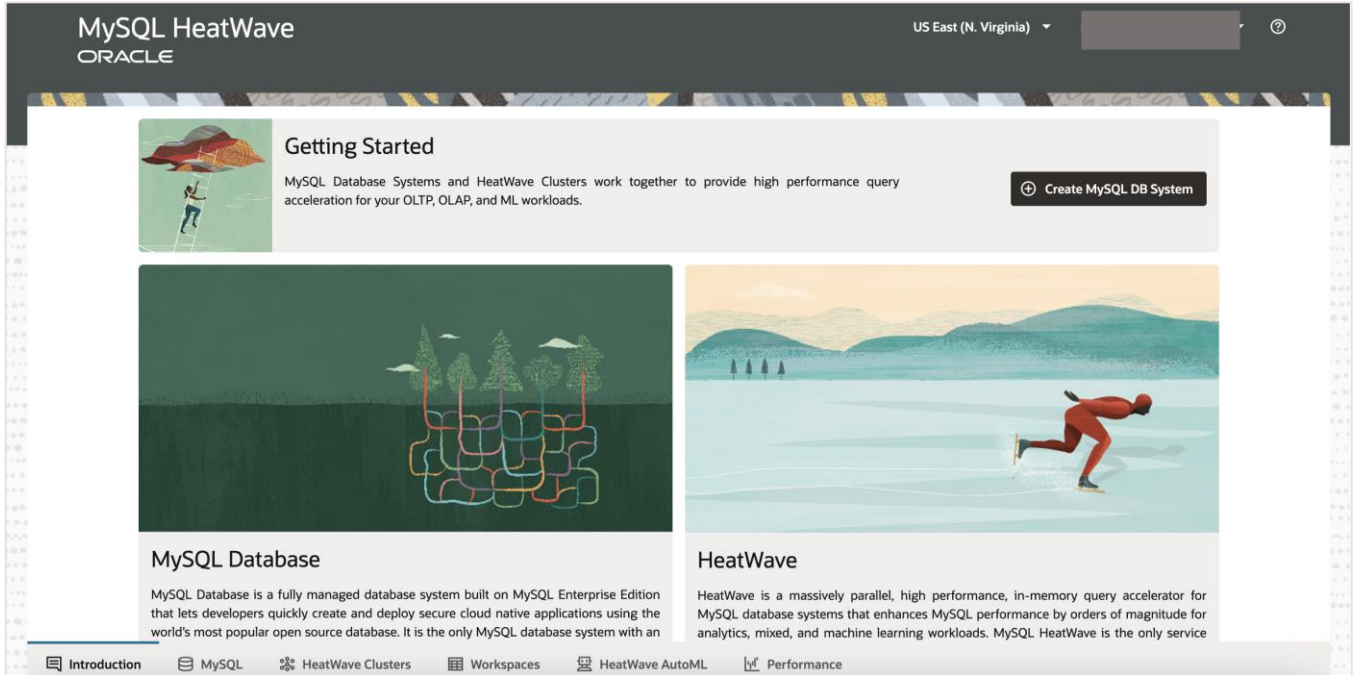 MySQL HeatWave
ORACLE
US East (N. Virginia)
Getting Started
MySQL Database Systems and HeatWave Clusters work together to provide high performance query
acceleration for your OLTP, OLAP, and ML workloads.
Create MySQL DB System
MySQL Database
MySQL Database is a fully managed database system built on MySQL Enterprise Edition
that lets developers quickly create and deploy secure cloud native applications using the
world's most popular open source database. It is the only MySQL database system with an
HeatWave
HeatWave is a massively parallel, high performance, in-memory query accelerator for
MySQL database systems that enhances MySQL performance by orders of magnitude for
analytics, mixed, and machine learning workloads. MySQL HeatWave is the only service
Introduction
MySQL
HeatWave Clusters
Workspaces
HeatWave AutoML
Performance